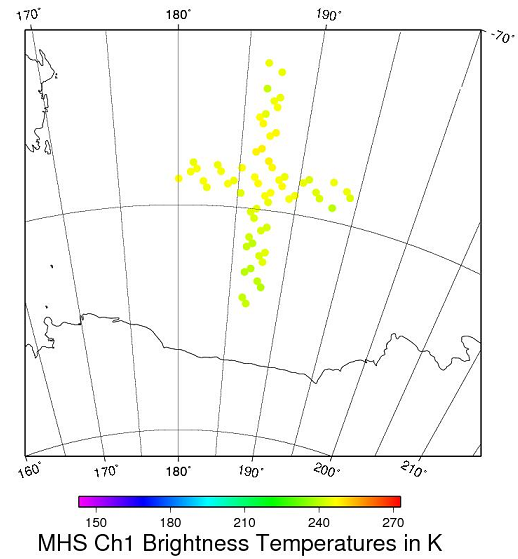 170˚ 180˚ 190˚
-70˚
160˚ 170˚ 180˚ 190˚ 200˚ 210˚
150 180 210 240 270
MHS Ch1 Brightness Temperatures in K